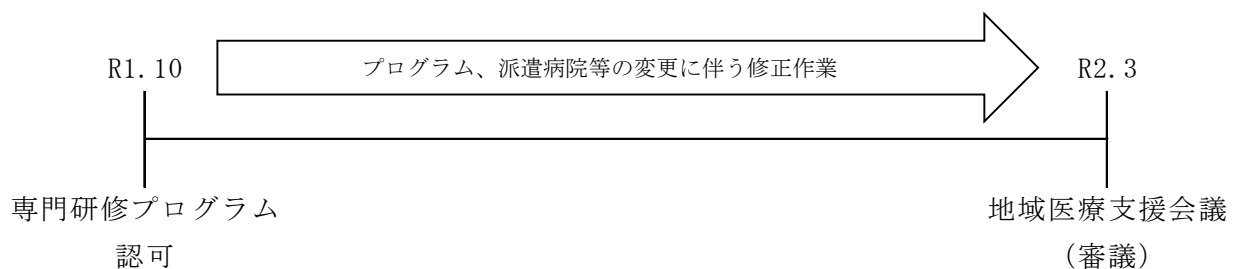 R1.10
プログラム、派遣病院等の変更に伴う修正作業
R2.3
専門研修プログラム
認可
地域医療支援会議
（審議）